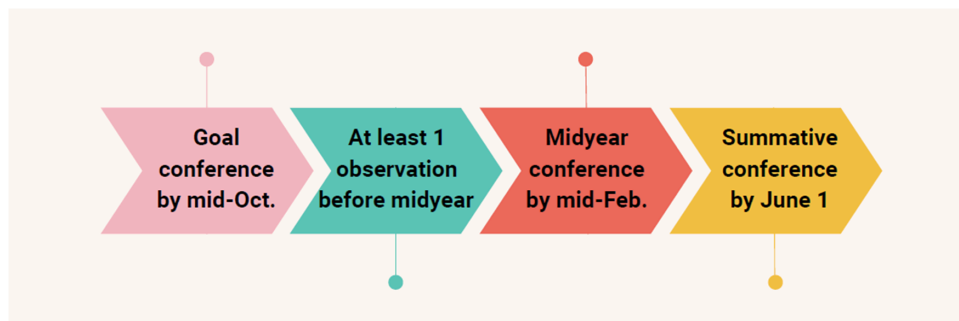 Goal
conference
by mid-Oct.
At least 1
observation
before midyear
Midyear
conference
by mid-Feb.
Summative
conference
by June 1